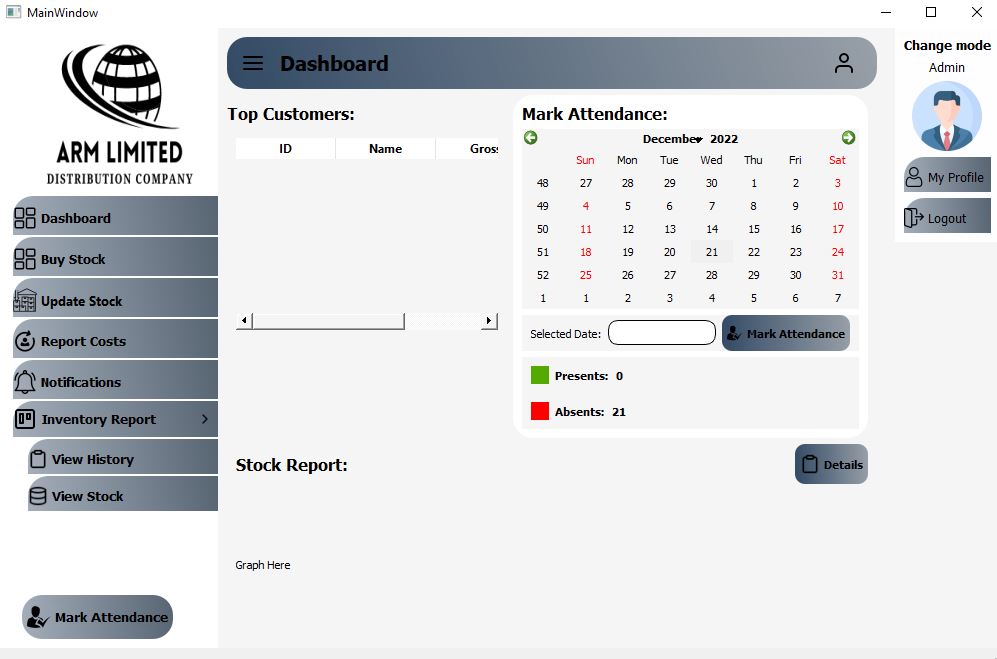 MainWindow
ARM LIMITED
DISTRIBUTION COMPANY
Dashboard
Buy Stock
Update Stock
Report Costs
Notifications
Inventory Report
View History
View Stock
Mark Attendance
Dashboard
Top Customers:
ID Name Gross
Mark Attendance:
December 2022
Sun Mon Tue Wed Thu Fri Sat
48 27 28 29 30 1 2 3
49 4 5 6 7 8 9 10
50 11 12 13 14 15 16 17
51 18 19 20 21 22 23 24
52 25 26 27 28 29 30 31
1 1 2 3 4 5 6 7
Selected Date:
Mark Attendance
Presents: 0
Absents: 21
Stock Report:
Details
Graph Here
Change mode
Admin
My Profile
Logout